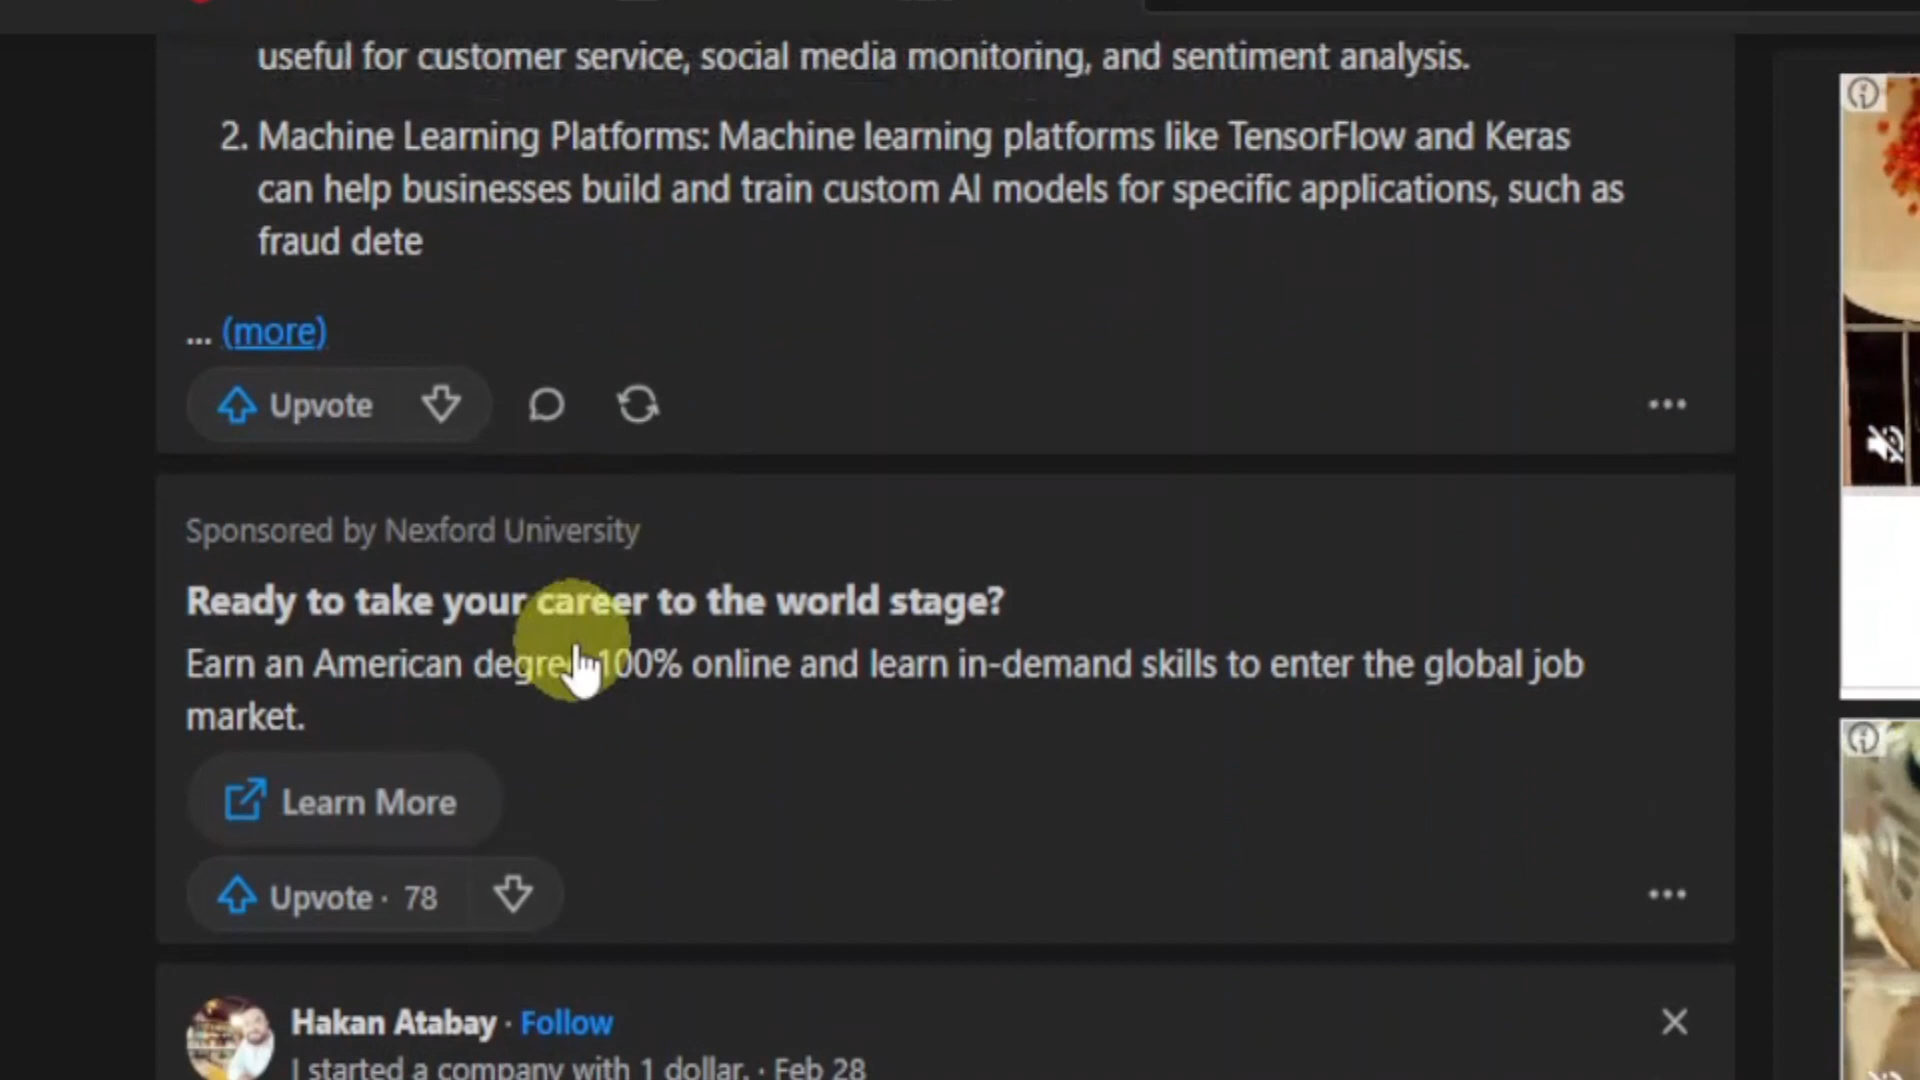 useful for customer service, social media monitoring, and sentiment analysis.
2. Machine Learning Platforms: Machine learning platforms like TensorFlow and Keras
can help businesses build and train custom AI models for specific applications, such as
fraud dete
... (more)
Upvote
Sponsored by Nexford University
Ready to take your career to the world stage?
Earn an American degree 100% online and learn in-demand skills to enter the global job
market.
Learn More
Upvote · 78
Hakan Atabay · Follow
I started a company with 1 dollar. · Feb 28